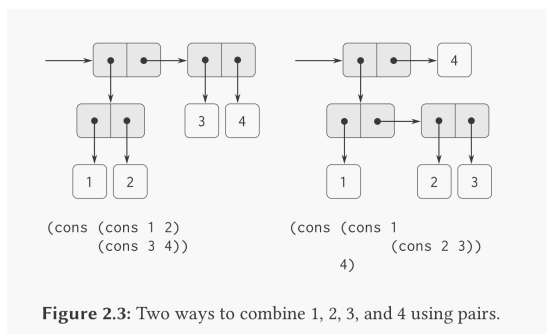 3 4 4
1 2 1 2 3
(cons (cons 1 2)
(cons 3 4))
(cons (cons 1
(cons 2 3))
4)
Figure 2.3: Two ways to combine 1, 2, 3, and 4 using pairs.